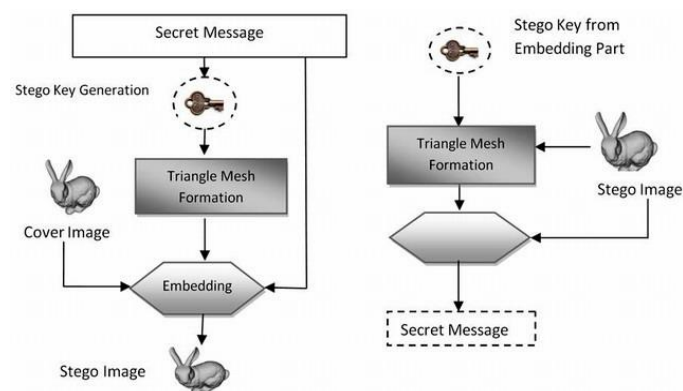 Secret Message
Stego Key Generation
Triangle Mesh
Formation
Cover Image
Embedding
Stego Image
Stego Key from
Embedding Part
Triangle Mesh
Formation
Stego Image
Secret Message